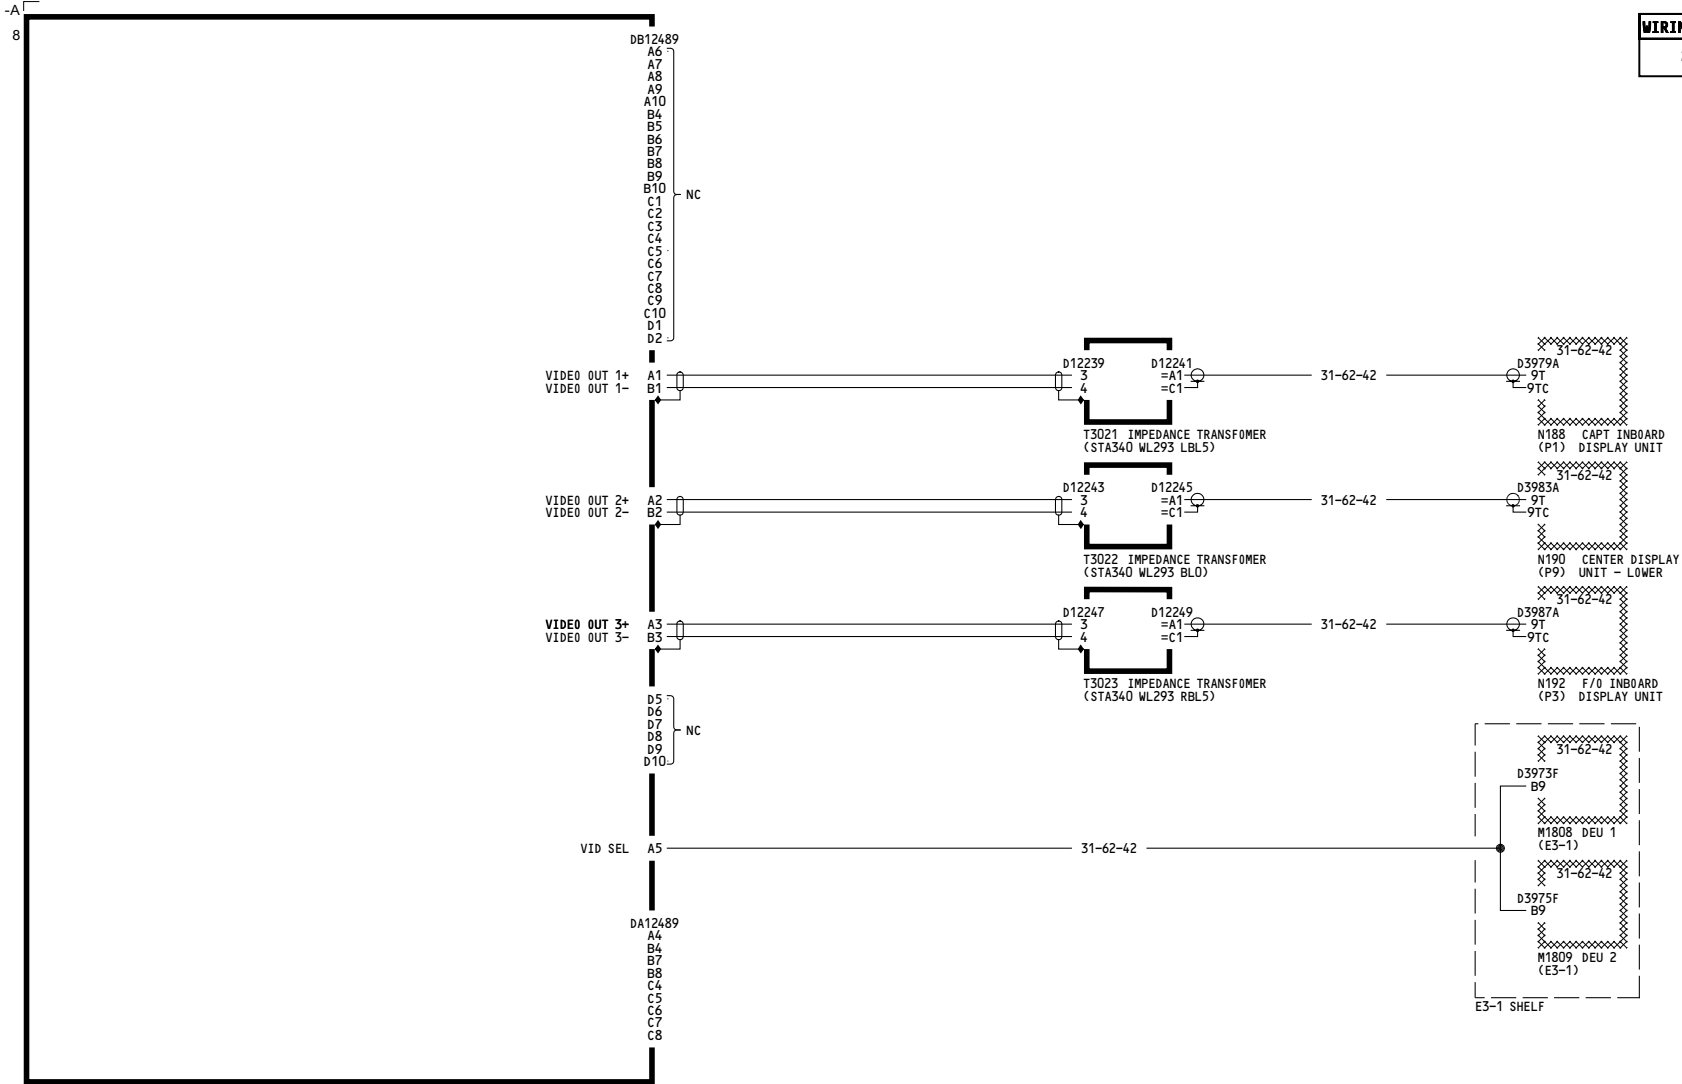 -A
8
WIRIN
DB12489
A6
A7
A8
A9
A10
B4
B5
B6
B7
B8
B9
B10
C1
C2
C3
C4
C5
C6
C7
C8
C9
C10
D1
D2
NC
VIDEO OUT 1+ A1
VIDEO OUT 1- B1
D12239
3
4
D12241
=A1
=C1
T3021 IMPEDANCE TRANSFOMER
(STA340 WL293 LBL5)
31-62-42
31-62-42
D3979A
9T
9TC
N188 CAPT INBOARD
(P1) DISPLAY UNIT
VIDEO OUT 2+ A2
VIDEO OUT 2- B2
D12243
3
4
D12245
=A1
=C1
T3022 IMPEDANCE TRANSFOMER
(STA340 WL293 BL0)
31-62-42
31-62-42
D3983A
9T
9TC
N190 CENTER DISPLAY
(P9) UNIT - LOWER
VIDEO OUT 3+ A3
VIDEO OUT 3- B3
D12247
3
4
D12249
=A1
=C1
T3023 IMPEDANCE TRANSFOMER
(STA340 WL293 RBL5)
31-62-42
31-62-42
D3987A
9T
9TC
N192 F/O INBOARD
(P3) DISPLAY UNIT
D5
D6
D7
D8
D9
D10
NC
VID SEL A5
31-62-42
31-62-42
D3973F
B9
M1808 DEU 1
(E3-1)
31-62-42
D3975F
B9
M1809 DEU 2
(E3-1)
E3-1 SHELF
DA12489
A4
B4
B7
B8
C4
C5
C6
C7
C8